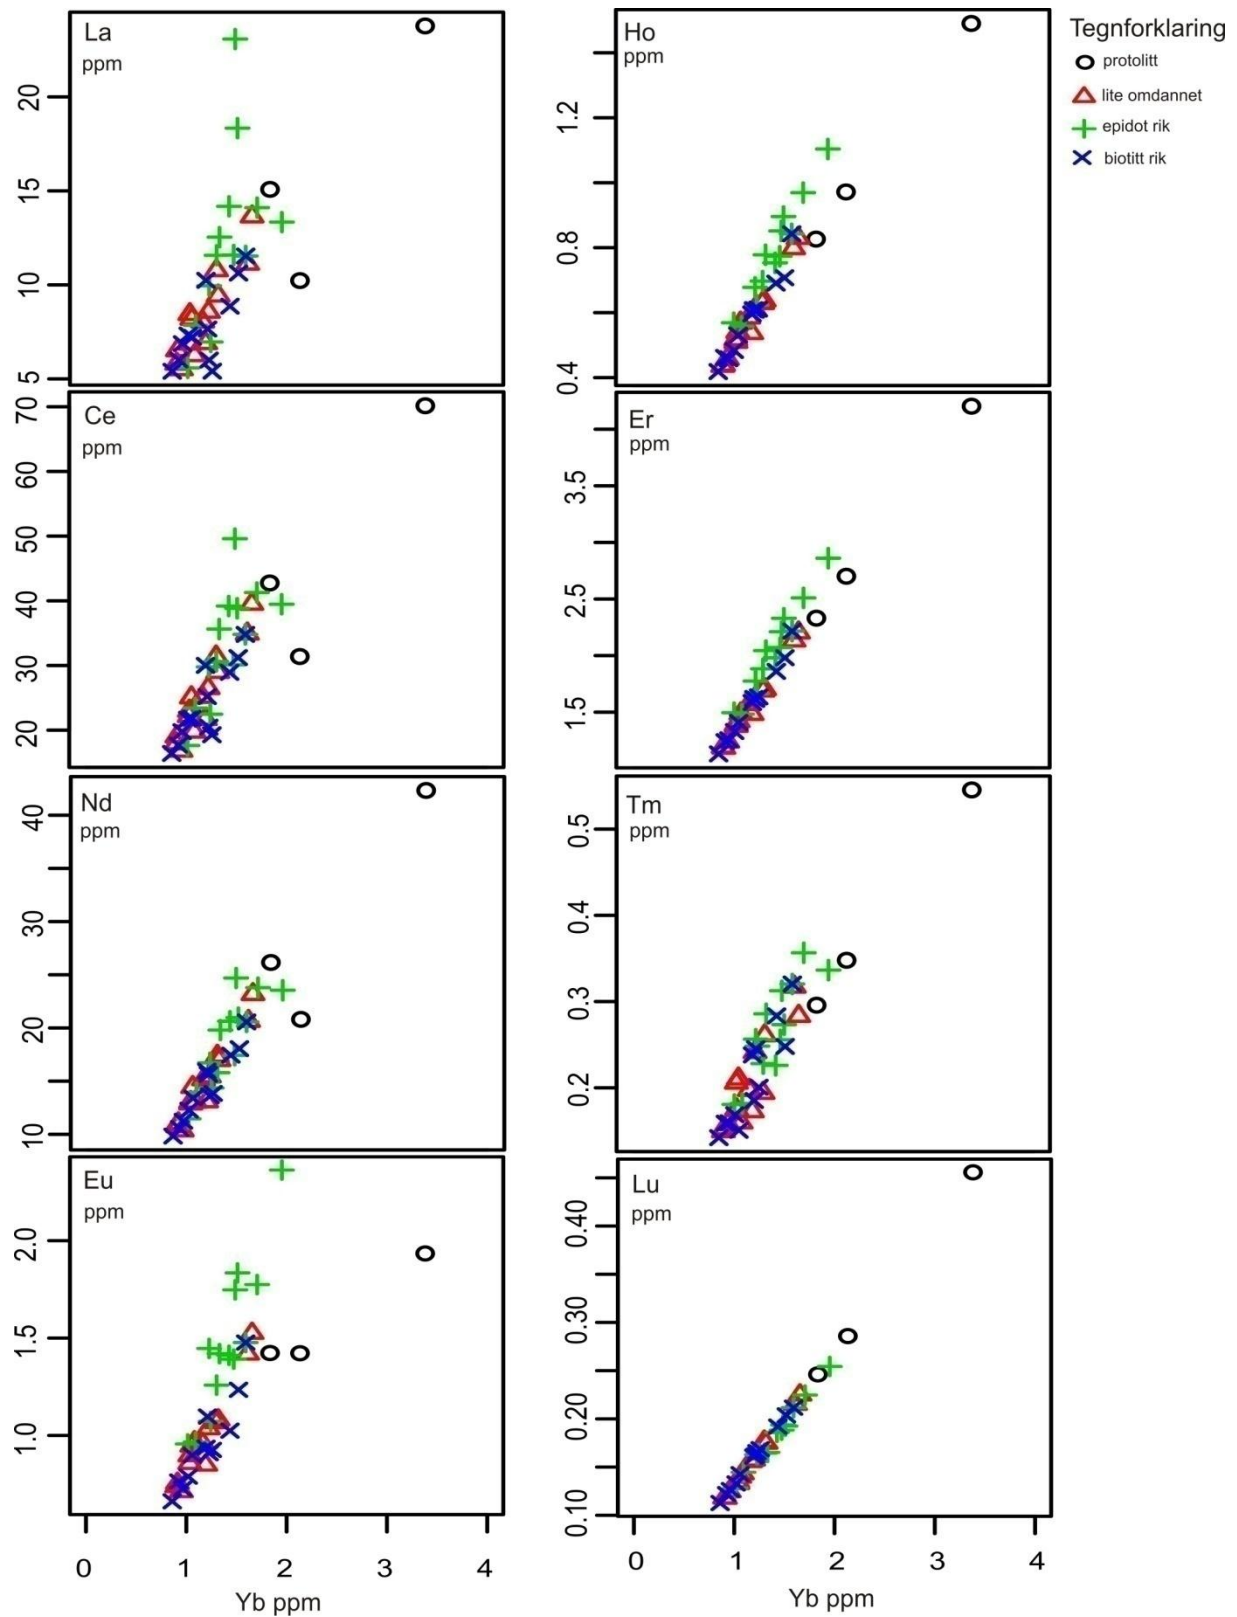 La
ppm
20
15
10
5
Ce
ppm
70
60
50
40
30
20
Nd
ppm
40
30
20
10
Eu
ppm
2.0
1.5
1.0
0 1 2 3 4
Yb ppm
Ho
ppm
1.2
0.8
0.4
Er
ppm
3.5
2.5
1.5
Tm
ppm
0.5
0.4
0.3
0.2
Lu
ppm
0.40
0.30
0.20
0.10
0 1 2 3 4
Yb ppm
Tegnforklaring
protolitt
lite omdannet
epidot rik
biotitt rik